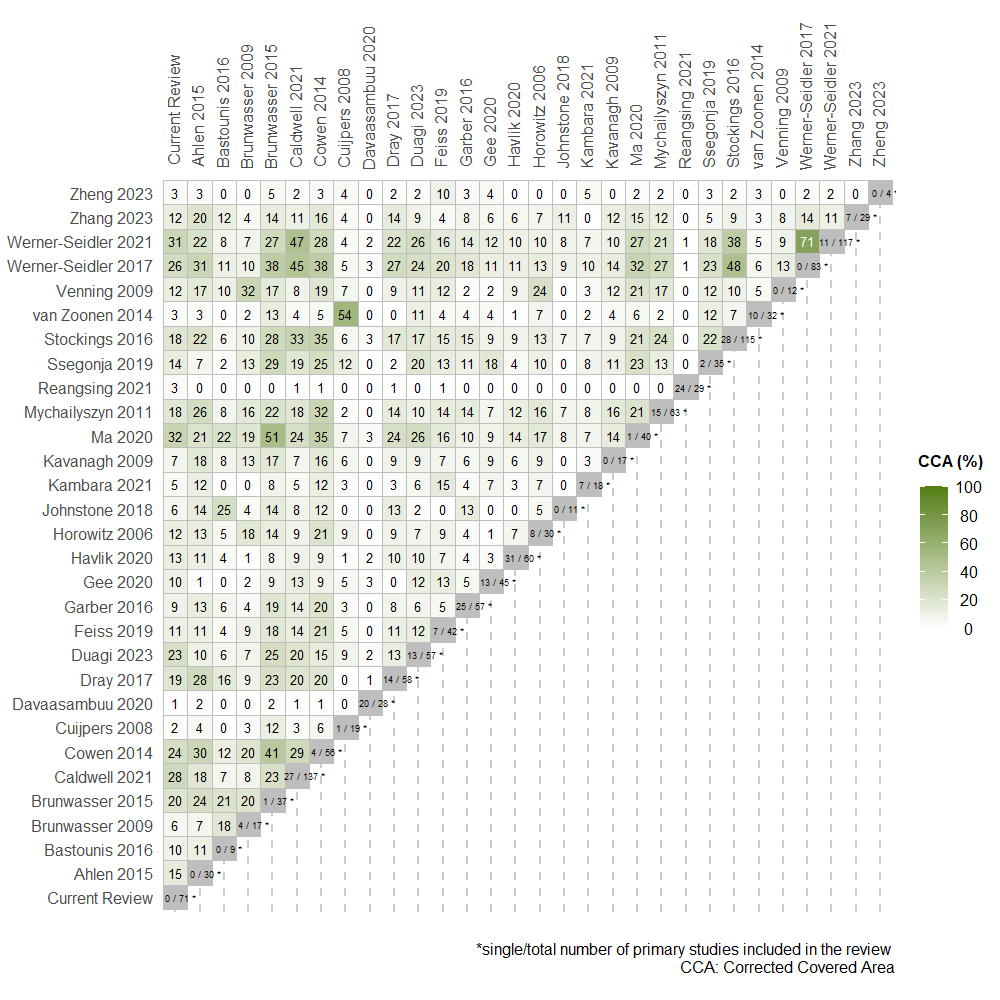 Current Review
Ahlen 2015
Bastounis 2016
Brunwasser 2009
Brunwasser 2015
Caldwell 2021
Cowen 2014
Cuijpers 2008
Davaasambuu 2020
Dray 2017
Duagi 2023
Feiss 2019
Garber 2016
Gee 2020
Havlik 2020
Horowitz 2006
Johnstone 2018
Kambara 2021
Kavanagh 2009
Ma 2020
Mychailyszyn 2011
Reangsing 2021
Ssegonja 2019
Stockings 2016
van Zoonen 2014
Venning 2009
Werner-Seidler 2017
Werner-Seidler 2021
Zhang 2023
Zheng 2023
Zheng 2023 3 3 0 0 5 2 3 4 0 2 2 10 3 4 0 0 0 5 0 2 2 0 3 2 3 0 2 2 0 0 / 4 *
Zhang 2023 12 20 12 4 14 11 16 4 0 14 9 4 8 6 6 7 11 0 12 15 12 0 5 9 3 8 14 11 7 / 29 *
Werner-Seidler 2021 31 22 8 7 27 47 28 4 2 22 26 16 14 12 10 10 8 7 10 27 21 1 18 38 5 9 71 11 / 117 *
Werner-Seidler 2017 26 31 11 10 38 45 38 5 3 27 24 20 18 11 11 13 9 10 14 32 27 1 23 48 6 13 0 / 83 *
Venning 2009 12 17 10 32 17 8 19 7 0 9 11 12 2 2 9 24 0 3 12 21 17 0 12 10 5 0 / 12 *
van Zoonen 2014 3 3 0 2 13 4 5 54 0 0 11 4 4 4 1 7 0 2 4 6 2 0 12 7 10 / 32 *
Stockings 2016 18 22 6 10 28 33 35 6 3 17 17 15 15 9 9 13 7 7 9 21 24 0 22 28 / 115 *
Ssegonja 2019 14 7 2 13 29 19 25 12 0 2 20 13 11 18 4 10 0 8 11 23 13 0 2 / 35 *
Reangsing 2021 3 0 0 0 0 1 1 0 0 1 0 1 0 0 0 0 0 0 0 0 0 24 / 29 *
Mychailyszyn 2011 18 26 8 16 22 18 32 2 0 14 10 14 14 7 12 16 7 8 16 21 15 / 63 *
Ma 2020 32 21 22 19 51 24 35 7 3 24 26 16 10 9 14 17 8 7 14 1 / 40 *
Kavanagh 2009 7 18 8 13 17 7 16 6 0 9 9 7 6 9 6 9 0 3 0 / 17 *
Kambara 2021 5 12 0 0 8 5 12 3 0 3 6 15 4 7 3 7 0 7 / 18 *
Johnstone 2018 6 14 25 4 14 8 12 0 0 13 2 0 13 0 0 5 0 / 11 *
Horowitz 2006 12 13 5 18 14 9 21 9 0 9 7 9 4 1 7 8 / 30 *
Havlik 2020 13 11 4 1 8 9 9 1 2 10 10 7 4 3 31 / 60 *
Gee 2020 10 1 0 2 9 13 9 5 3 0 12 13 5 13 / 45 *
Garber 2016 9 13 6 4 19 14 20 3 0 8 6 5 25 / 57 *
Feiss 2019 11 11 4 9 18 14 21 5 0 11 12 7 / 42 *
Duagi 2023 23 10 6 7 25 20 15 9 2 13 13 / 57 *
Dray 2017 19 28 16 9 23 20 20 0 1 14 / 58 *
Davaasambuu 2020 1 2 0 0 2 1 1 0 20 / 28 *
Cuijpers 2008 2 4 0 3 12 3 6 1 / 19 *
Cowen 2014 24 30 12 20 41 29 4 / 56 *
Caldwell 2021 28 18 7 8 23 27 / 137 *
Brunwasser 2015 20 24 21 20 1 / 37 *
Brunwasser 2009 6 7 18 4 / 17 *
Bastounis 2016 10 11 0 / 9 *
Ahlen 2015 15 0 / 30 *
Current Review 0 / 71 *
CCA (%)
100
80
60
40
20
0
*single/total number of primary studies included in the review
CCA: Corrected Covered Area